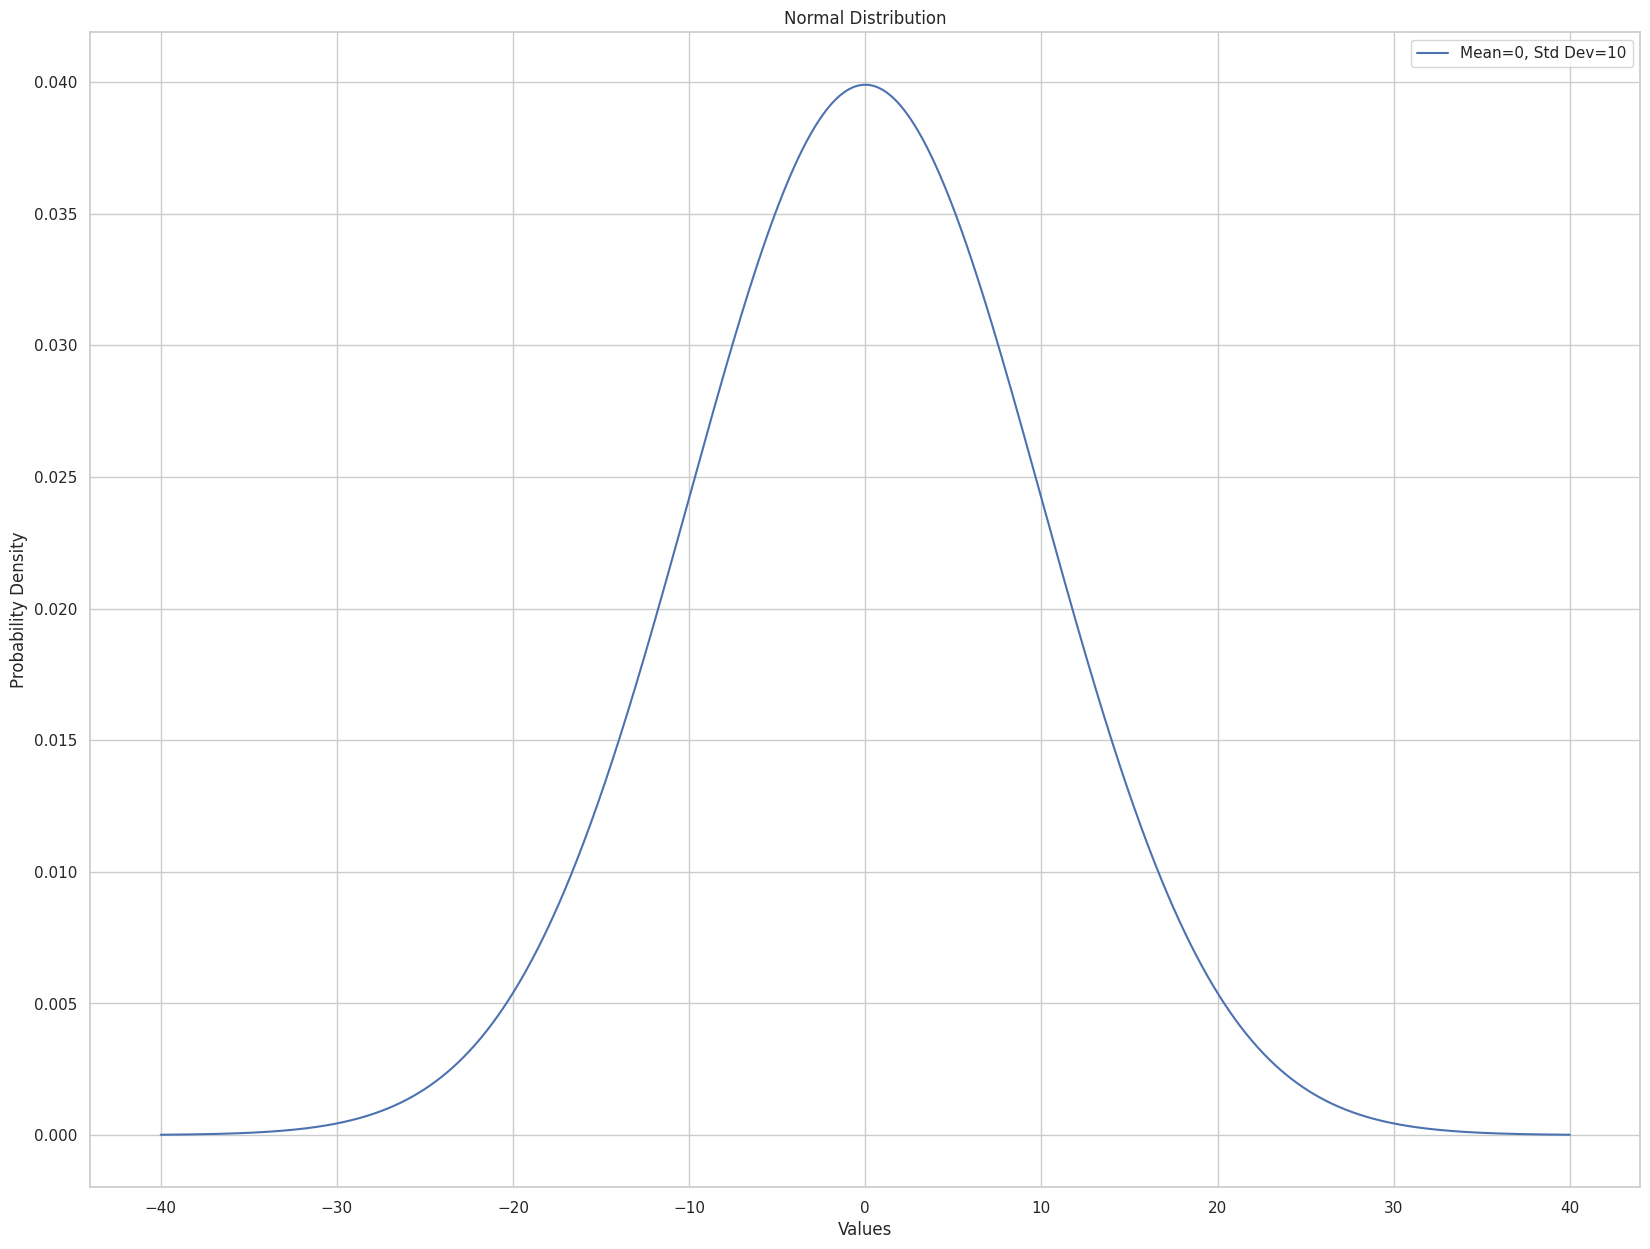 Normal Distribution
Mean=0, Std Dev=10
0.040
0.035
0.030
0.025
0.020
0.015
0.010
0.005
0.000
Probability Density
−40 −30 −20 −10 0 10 20 30 40
Values